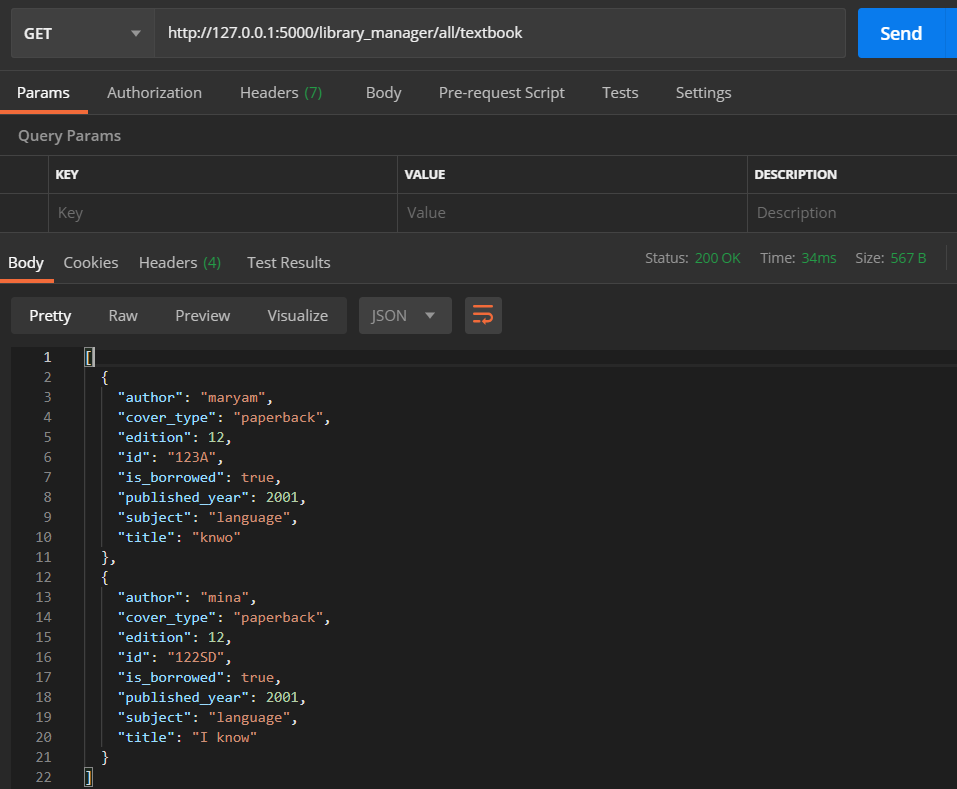 GET http://127.0.0.1:5000/library_manager/all/textbook Send
Params Authorization Headers (7) Body Pre-request Script Tests Settings
Query Params
KEY VALUE DESCRIPTION
Key Value Description
Body Cookies Headers (4) Test Results Status: 200 OK Time: 34ms Size: 567 B
Pretty Raw Preview Visualize JSON
1 [
2 {
3 "author": "maryam",
4 "cover_type": "paperback",
5 "edition": 12,
6 "id": "123A",
7 "is_borrowed": true,
8 "published_year": 2001,
9 "subject": "language",
10 "title": "knwo"
11 },
12 {
13 "author": "mina",
14 "cover_type": "paperback",
15 "edition": 12,
16 "id": "122SD",
17 "is_borrowed": true,
18 "published_year": 2001,
19 "subject": "language",
20 "title": "I know"
21 }
22 ]